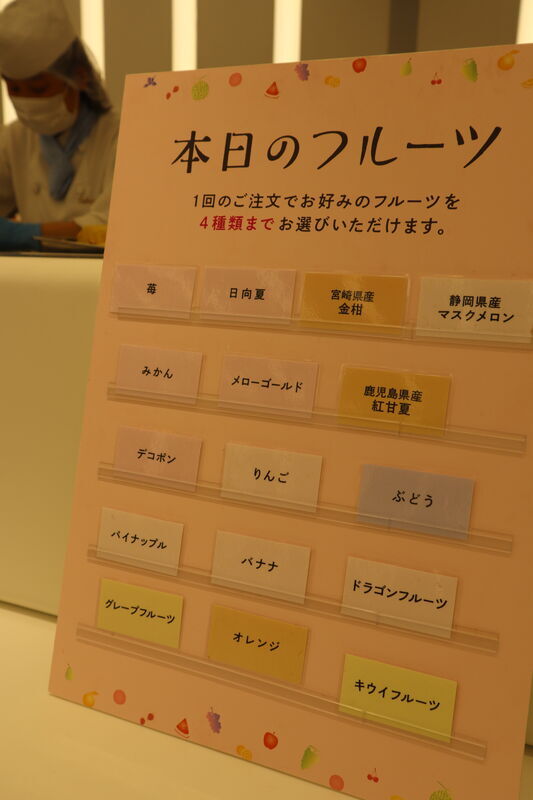 本日のフルーツ
1回のご注文でお好みのフルーツを
4種類までお選びいただけます。
苺
日向夏
宮崎県産
金柑
静岡県産
マスクメロン
みかん
メローゴールド
鹿児島県産
紅甘夏
デコポン
りんご
ぶどう
パイナップル
バナナ
ドラゴンフルーツ
グレープフルーツ
オレンジ
キウイフルーツ